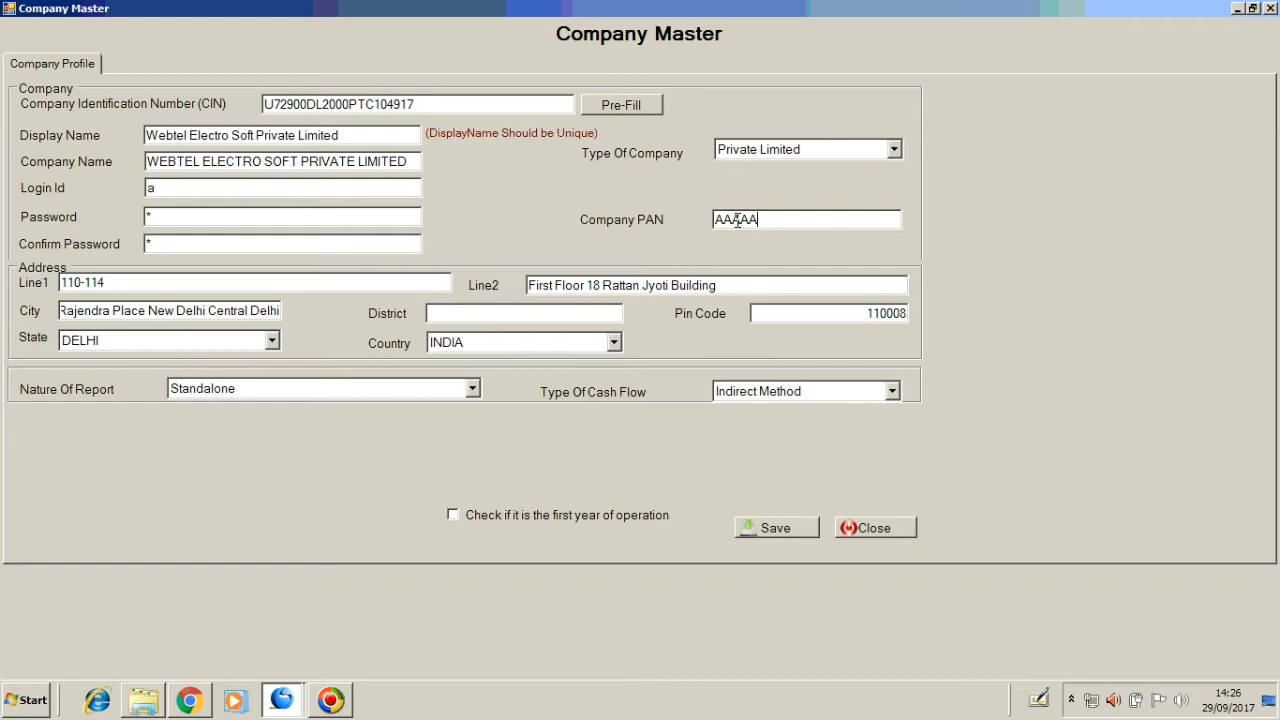 Company Master
Company Master
Company Profile
Company
Company Identification Number (CIN) U72900DL2000PTC104917 Pre-Fill
Display Name Webtel Electro Soft Private Limited (DisplayName Should be Unique)
Type Of Company Private Limited
Company Name WEBTEL ELECTRO SOFT PRIVATE LIMITED
Login Id a
Password *
Company PAN AAAAA
Confirm Password *
Address
Line1 110-114 Line2 First Floor 18 Rattan Jyoti Building
City Rajendra Place New Delhi Central Delhi District Pin Code 110008
State DELHI Country INDIA
Nature Of Report Standalone Type Of Cash Flow Indirect Method
Check if it is the first year of operation Save Close
Start
14:26
29/09/2017